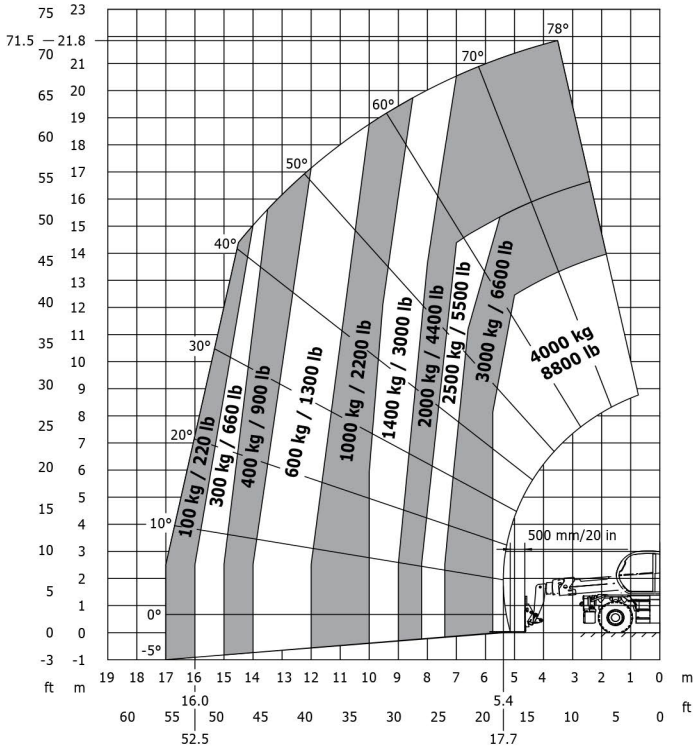 75 23
22
71.5 21.8
70 21
65 20
19
60 18
17
55 16
50 15
14
45 13
40 12
11
35 10
30 9
8
25 7
20 6
5
15 4
10 3
2
5 1
0 0
-3 -1
ft m
78°
70°
60°
50°
40°
30°
20°
10°
0°
-5°
100 kg / 220 lb
300 kg / 660 lb
400 kg / 900 lb
600 kg / 1300 lb
1000 kg / 2200 lb
1400 kg / 3000 lb
2000 kg / 4400 lb
2500 kg / 5500 lb
3000 kg / 6600 lb
4000 kg
8800 lb
500 mm/20 in
19 18 17 16 15 14 13 12 11 10 9 8 7 6 5 4 3 2 1 0 m
16.0 5.4
60 55 50 45 40 35 30 25 20 15 10 5 0 ft
52.5 17.7